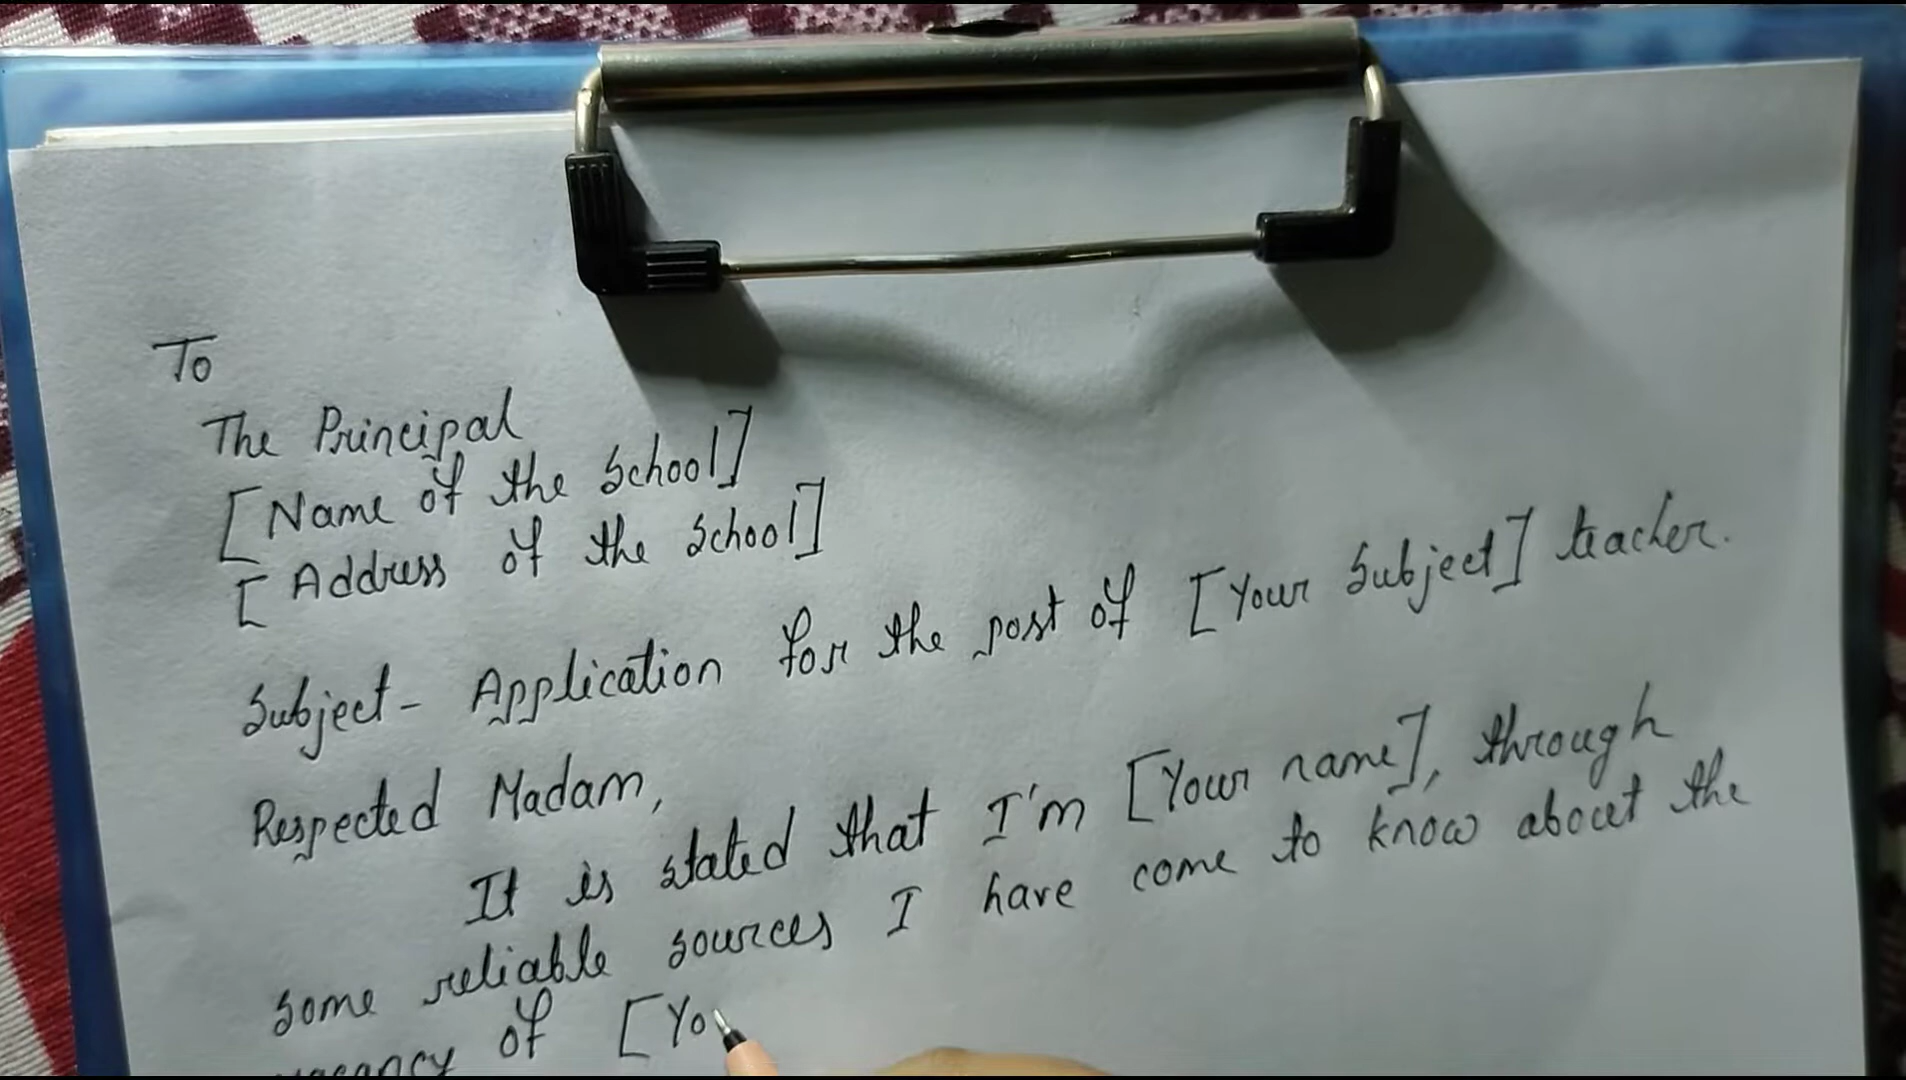 To
The Principal
[Name of the School]
[Address of the School]
Subject- Application for the post of [Your Subject] teacher.
Respected Madam,
It is stated that I'm [Your name], through
some reliable sources I have come to know about the
vacancy of [Yo